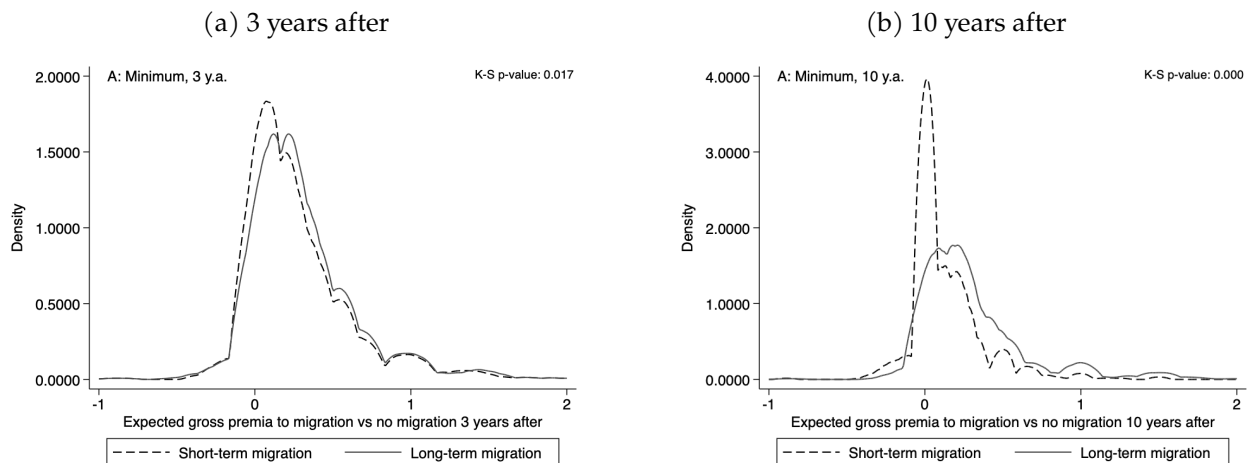 (a) 3 years after
A: Minimum, 3 y.a.
K-S p-value: 0.017
2.0000
1.5000
1.0000
0.5000
0.0000
Density
-1
0
1
2
Expected gross premia to migration vs no migration 3 years after
Short-term migration
Long-term migration
(b) 10 years after
A: Minimum, 10 y.a.
K-S p-value: 0.000
4.0000
3.0000
2.0000
1.0000
0.0000
Density
-1
0
1
2
Expected gross premia to migration vs no migration 10 years after
Short-term migration
Long-term migration